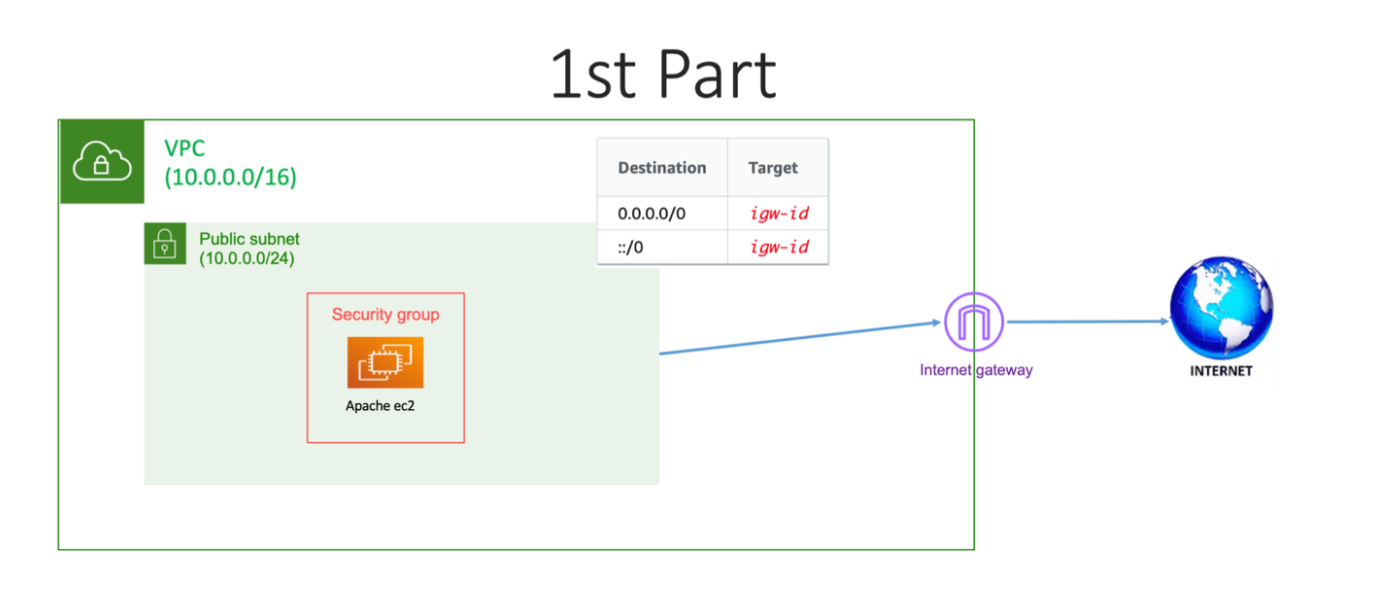 1st Part
VPC
(10.0.0.0/16)
Destination Target
0.0.0.0/0 igw-id
::/0 igw-id
Public subnet
(10.0.0.0/24)
Security group
Apache ec2
Internet gateway
INTERNET